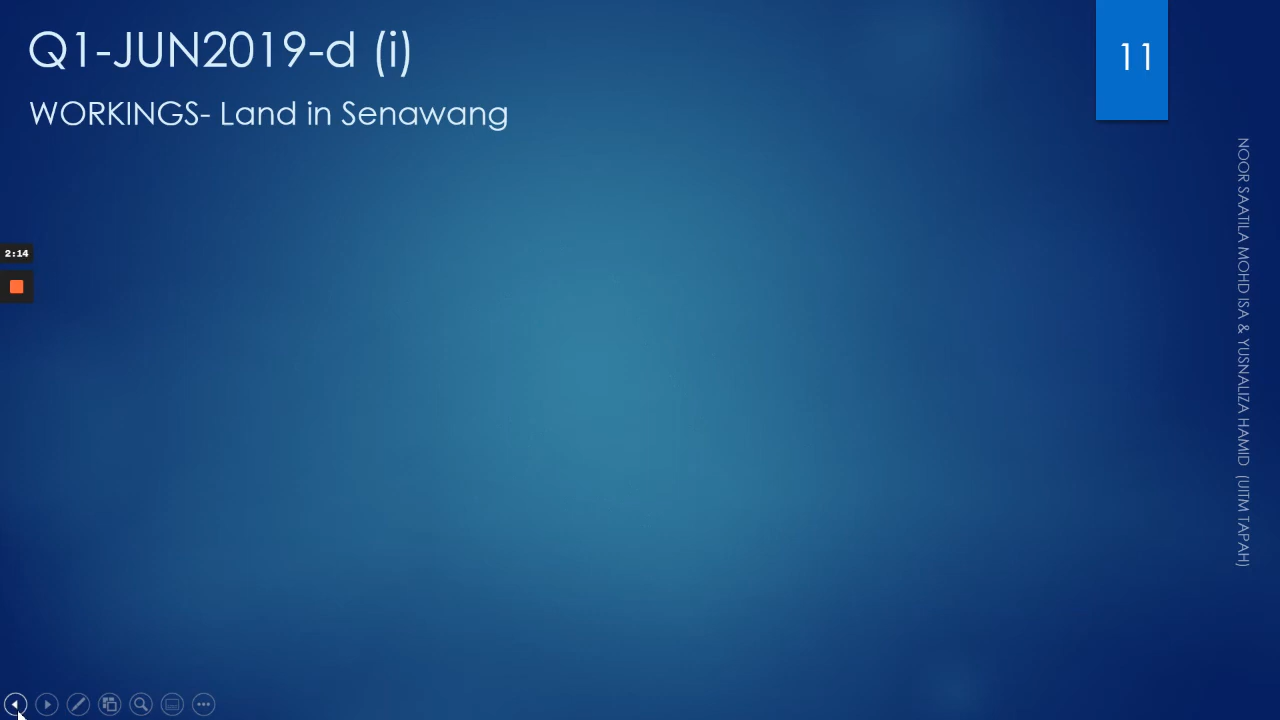 Q1-JUN2019-d (i)
11
WORKINGS- Land in Senawang
NOOR SAATILA MOHD ISA & YUSNALIZA HAMID (UITM TAPAH)
2:14